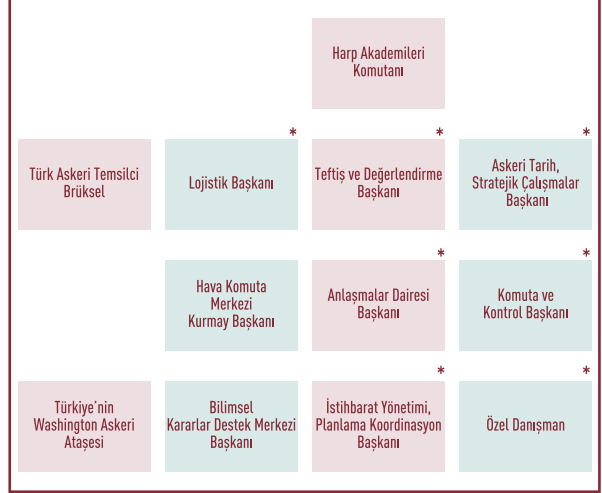 Harp Akademileri
Komutanı
*
*
*
Türk Askeri Temsilci
Brüksel
Lojistik Başkanı
Teftiş ve Değerlendirme
Başkanı
Askeri Tarih,
Stratejik Çalışmalar
Başkanı
*
*
Hava Komuta
Merkezi
Kurmay Başkanı
Anlaşmalar Dairesi
Başkanı
Komuta ve
Kontrol Başkanı
*
*
Türkiye'nin
Washington Askeri
Ataşesi
Bilimsel
Kararlar Destek Merkezi
Başkanı
İstihbarat Yönetimi,
Planlama Koordinasyon
Başkanı
Özel Danışman